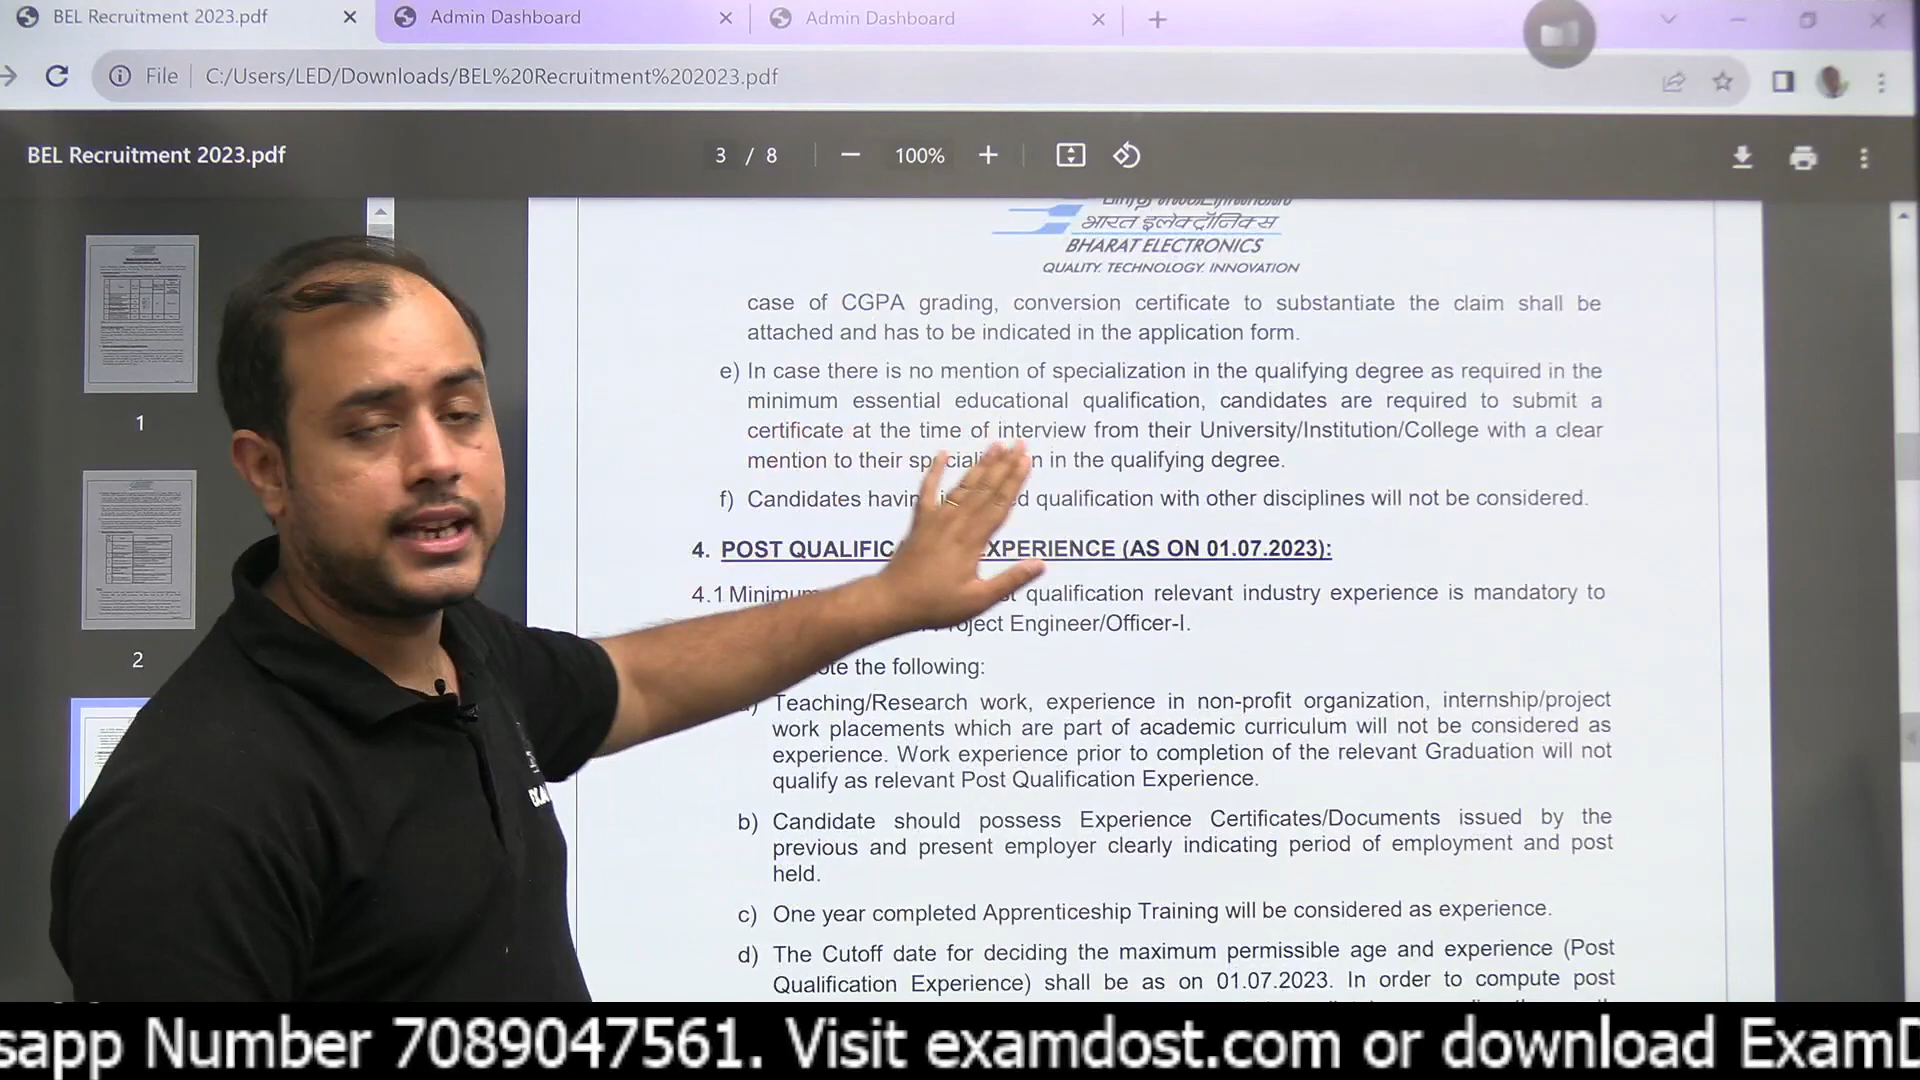 BEL Recruitment 2023.pdf
Admin Dashboard
Admin Dashboard
File
C:/Users/LED/Downloads/BEL%20Recruitment%202023.pdf
BEL Recruitment 2023.pdf
3 / 8
100%
1
2
भारत इलेक्ट्रॉनिक्स
BHARAT ELECTRONICS
QUALITY. TECHNOLOGY. INNOVATION
case of CGPA grading, conversion certificate to substantiate the claim shall be
attached and has to be indicated in the application form.
e) In case there is no mention of specialization in the qualifying degree as required in the
minimum essential educational qualification, candidates are required to submit a
certificate at the time of interview from their University/Institution/College with a clear
mention to their in the qualifying degree.
f) Candidates qualification with other disciplines will not be considered.
4. POST EXPERIENCE (AS ON 01.07.2023):
4.1 qualification relevant industry experience is mandatory to
Engineer/Officer-I.
the following:
Teaching/Research work, experience in non-profit organization, internship/project
work placements which are part of academic curriculum will not be considered as
experience. Work experience prior to completion of the relevant Graduation will not
qualify as relevant Post Qualification Experience.
b) Candidate should possess Experience Certificates/Documents issued by the
previous and present employer clearly indicating period of employment and post
held.
c) One year completed Apprenticeship Training will be considered as experience.
d) The Cutoff date for deciding the maximum permissible age and experience (Post
Qualification Experience) shall be as on 01.07.2023. In order to compute post
sapp Number 7089047561. Visit examdost.com or download ExamD